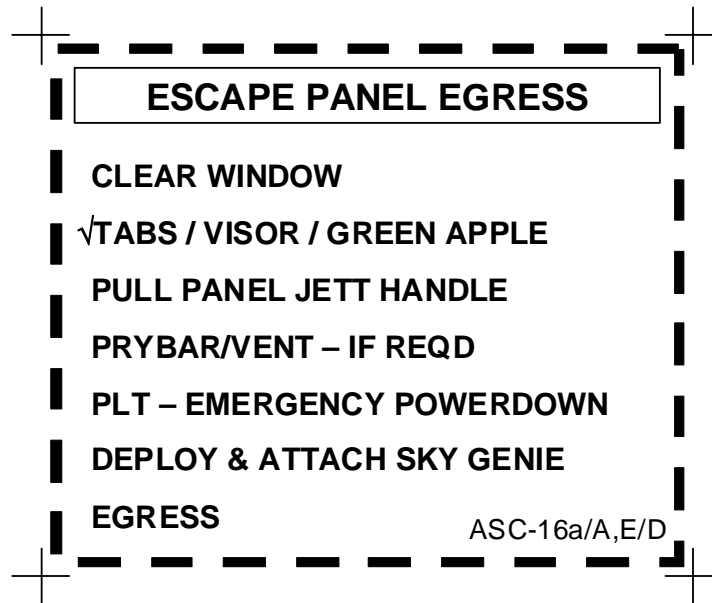 ESCAPE PANEL EGRESS
CLEAR WINDOW
√TABS / VISOR / GREEN APPLE
PULL PANEL JETT HANDLE
PRYBAR/VENT – IF REQD
PLT – EMERGENCY POWERDOWN
DEPLOY & ATTACH SKY GENIE
EGRESS
ASC-16a/A,E/D